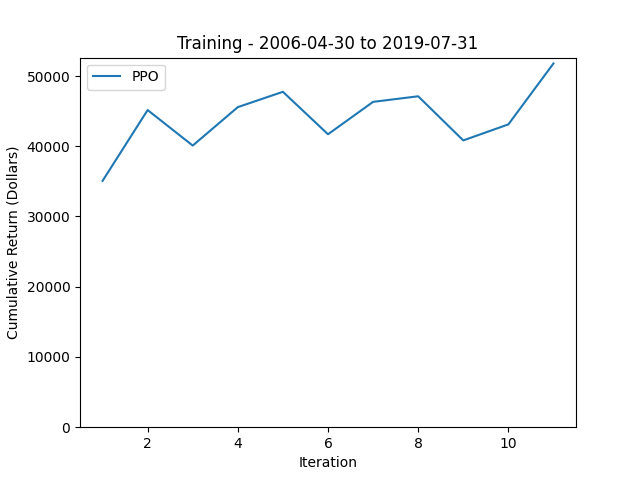 Training - 2006-04-30 to 2019-07-31
PPO
50000
40000
30000
20000
10000
0
Cumulative Return (Dollars)
2 4 6 8 10
Iteration